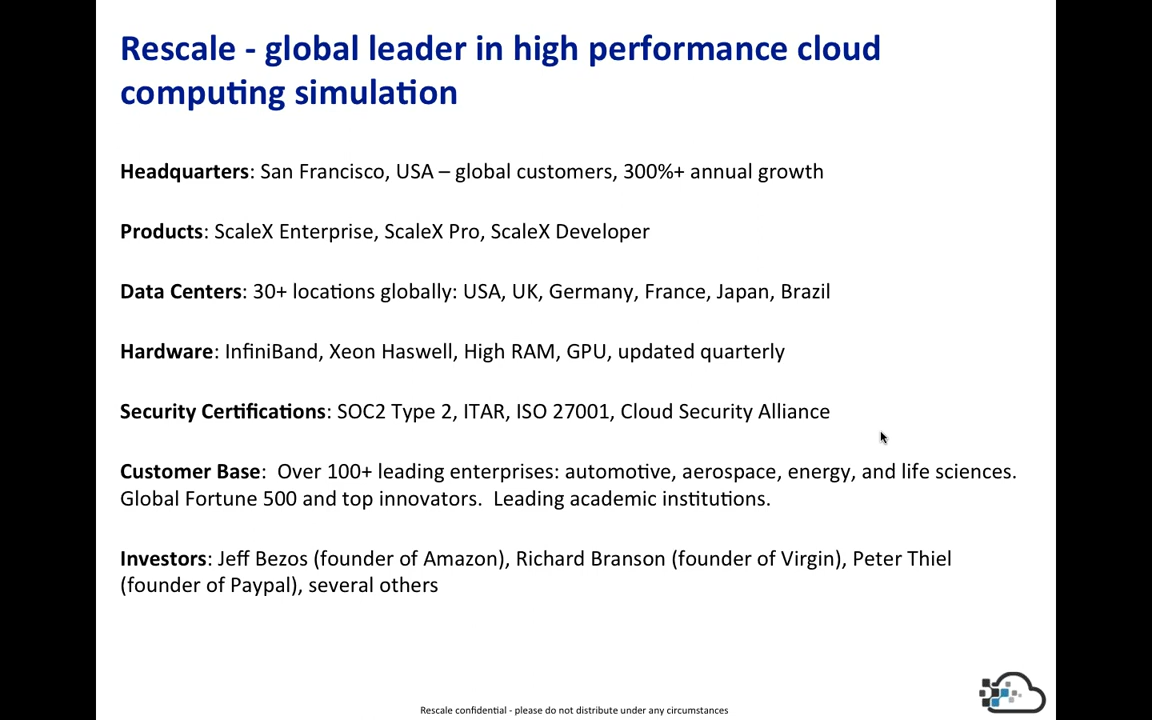 Rescale - global leader in high performance cloud
computing simulation
Headquarters: San Francisco, USA – global customers, 300%+ annual growth
Products: ScaleX Enterprise, ScaleX Pro, ScaleX Developer
Data Centers: 30+ locations globally: USA, UK, Germany, France, Japan, Brazil
Hardware: InfiniBand, Xeon Haswell, High RAM, GPU, updated quarterly
Security Certifications: SOC2 Type 2, ITAR, ISO 27001, Cloud Security Alliance
Customer Base:  Over 100+ leading enterprises: automotive, aerospace, energy, and life sciences.
Global Fortune 500 and top innovators.  Leading academic institutions.
Investors: Jeff Bezos (founder of Amazon), Richard Branson (founder of Virgin), Peter Thiel
(founder of Paypal), several others
Rescale confidential - please do not distribute under any circumstances